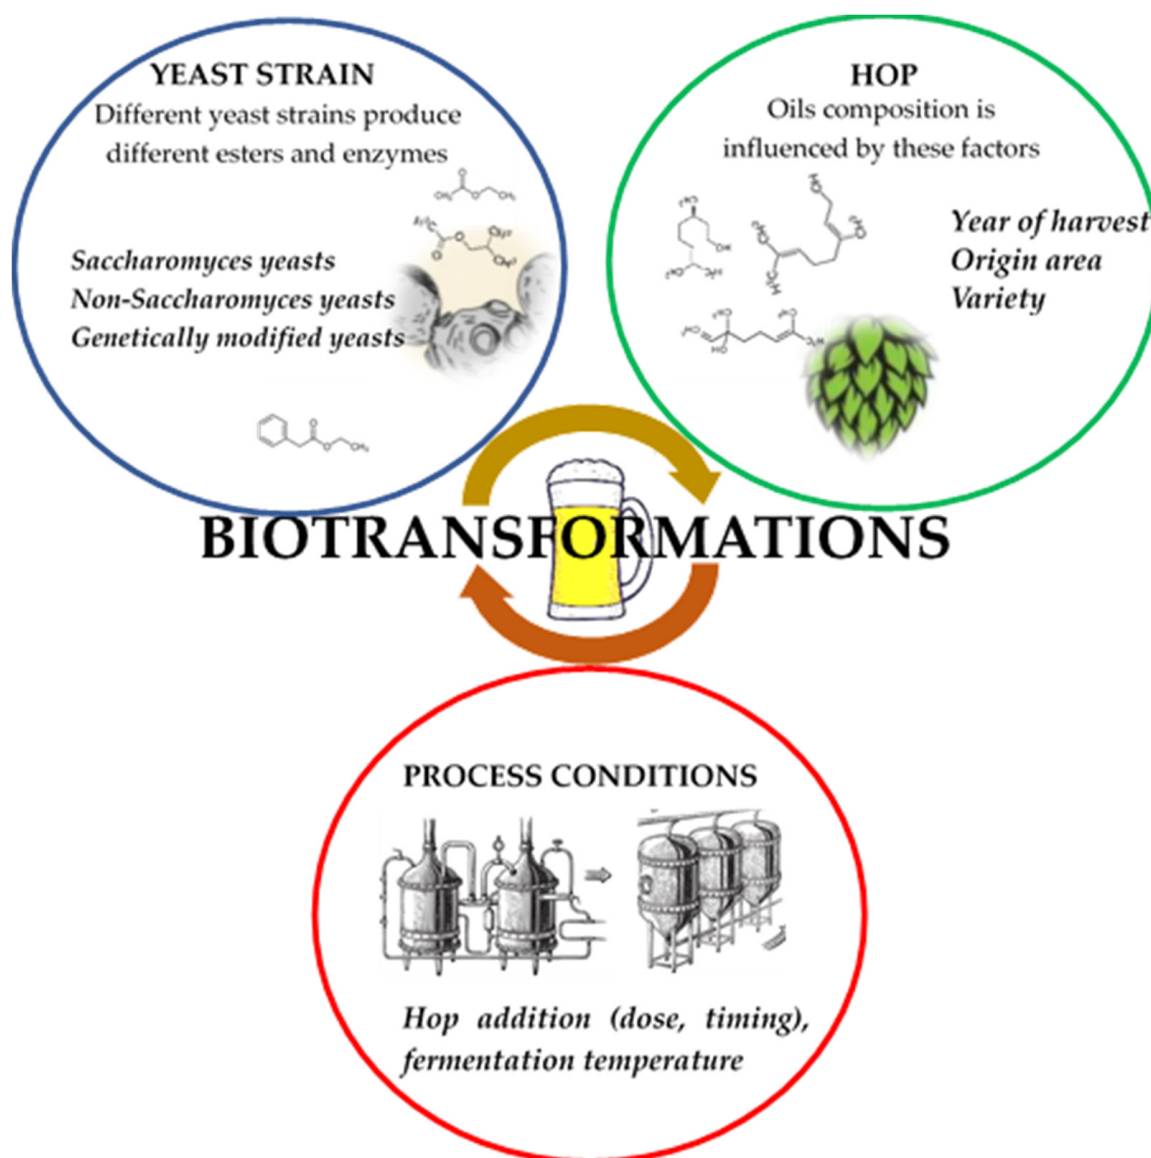 YEAST STRAIN
Different yeast strains produce
different esters and enzymes
Saccharomyces yeasts
Non-Saccharomyces yeasts
Genetically modified yeasts
HOP
Oils composition is
influenced by these factors
Year of harvest
Origin area
Variety
BIOTRANSFORMATIONS
PROCESS CONDITIONS
Hop addition (dose, timing),
fermentation temperature